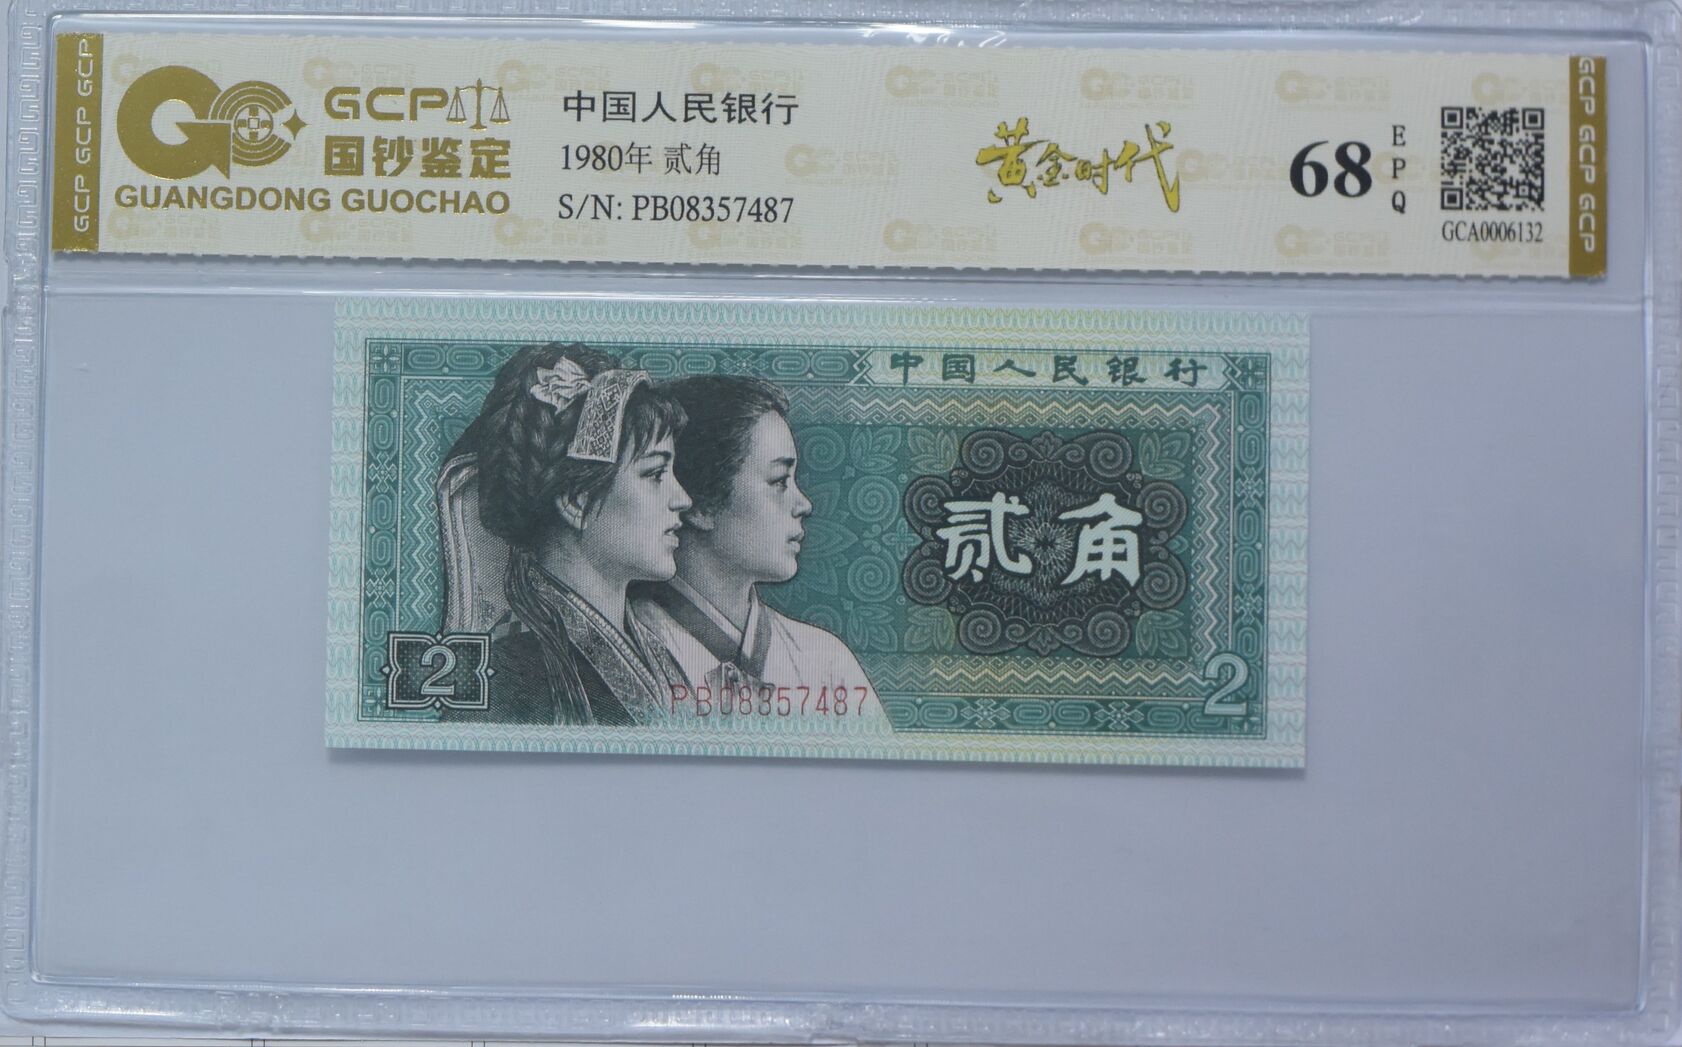 GCP GCP GCP
GCP
国钞鉴定
GUANGDONG GUOCHAO
中国人民银行
1980年 贰角
S/N: PB08357487
黄金时代
68
EPQ
GCA0006132
GCP GCP GCP
中国人民银行
贰角
2
2
PB08357487